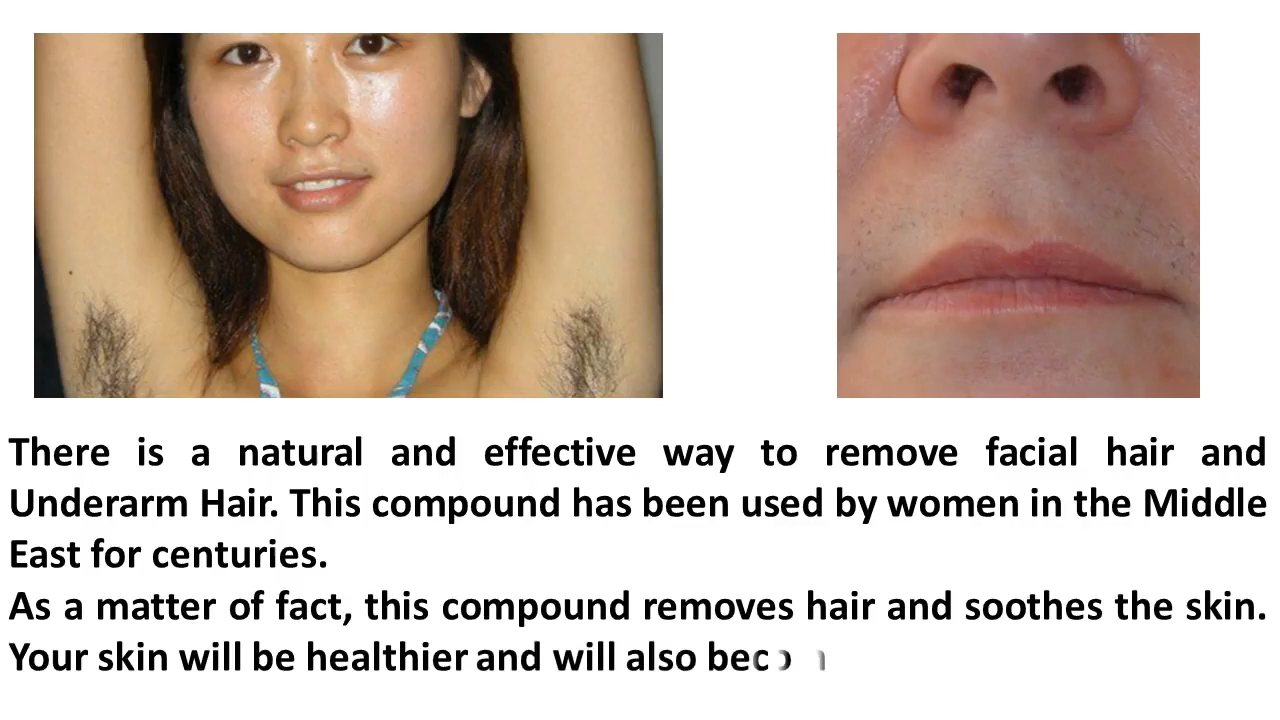 There is a natural and effective way to remove facial hair and
Underarm Hair. This compound has been used by women in the Middle
East for centuries.
As a matter of fact, this compound removes hair and soothes the skin.
Your skin will be healthier and will also